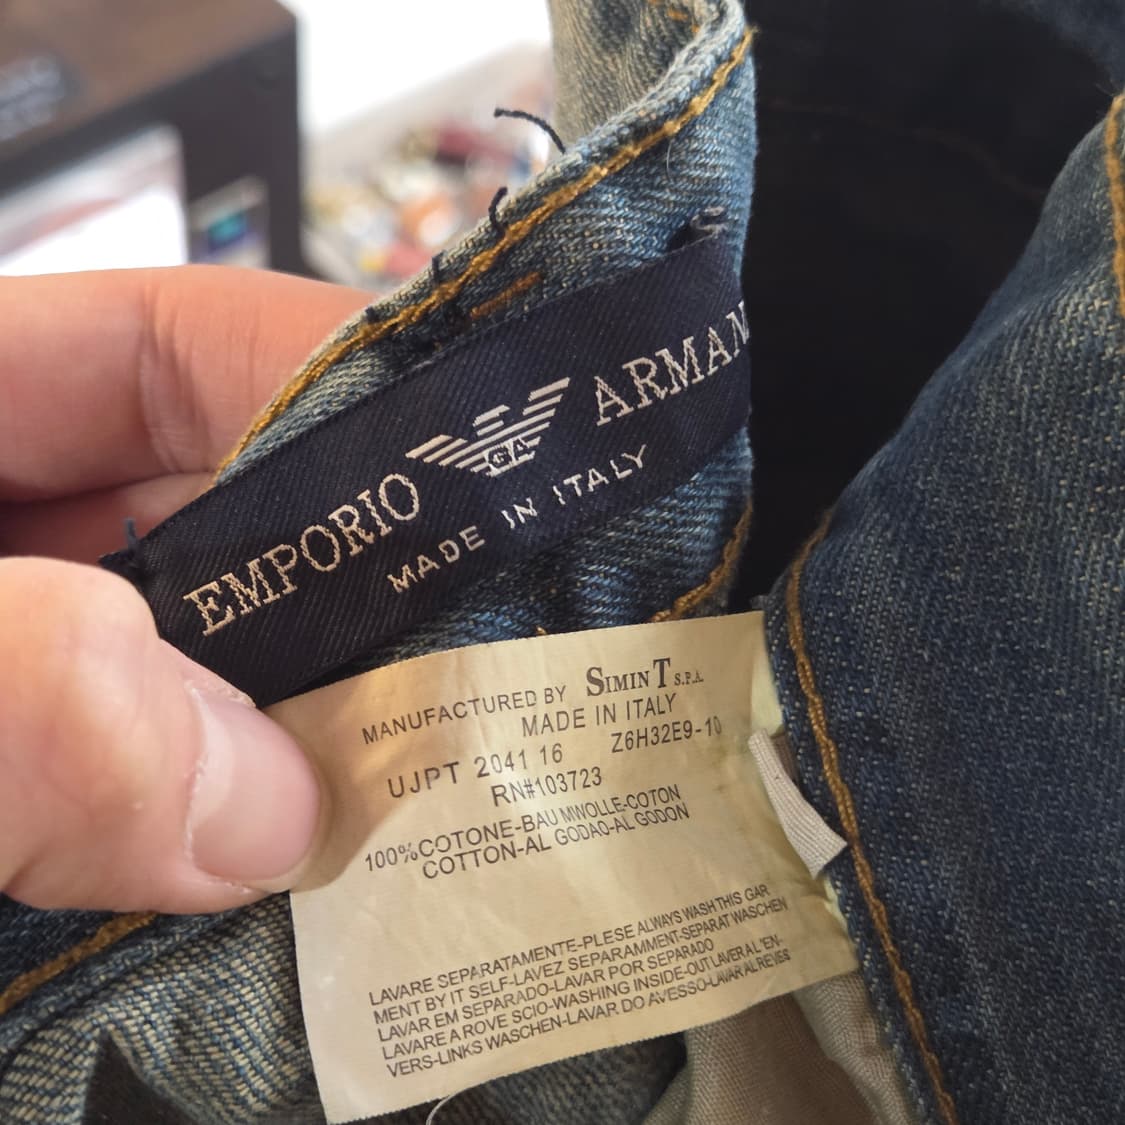 EMPORIO GA ARMAN
MADE IN ITALY
MANUFACTURED BY SIMIN T S.P.A.
MADE IN ITALY
UJPT 2041 16 Z6H32E9-10
RN#103723
100%COTONE-BAU MWOLLE-COTON
COTTON-AL GODAO-AL GODON
LAVARE SEPARATAMENTE-PLESE ALWAYS WASH THIS GAR
MENT BY IT SELF-LAVEZ SEPARAMMENT-SEPARAT WASCHEN
LAVAR EM SEPARADO-LAVAR POR SEPARADO
LAVARE A ROVE SCIO-WASHING INSIDE-OUT LAVER A L'EN-
VERS-LINKS WASCHEN-LAVAR DO AVESSO-LAVAR AL REVES